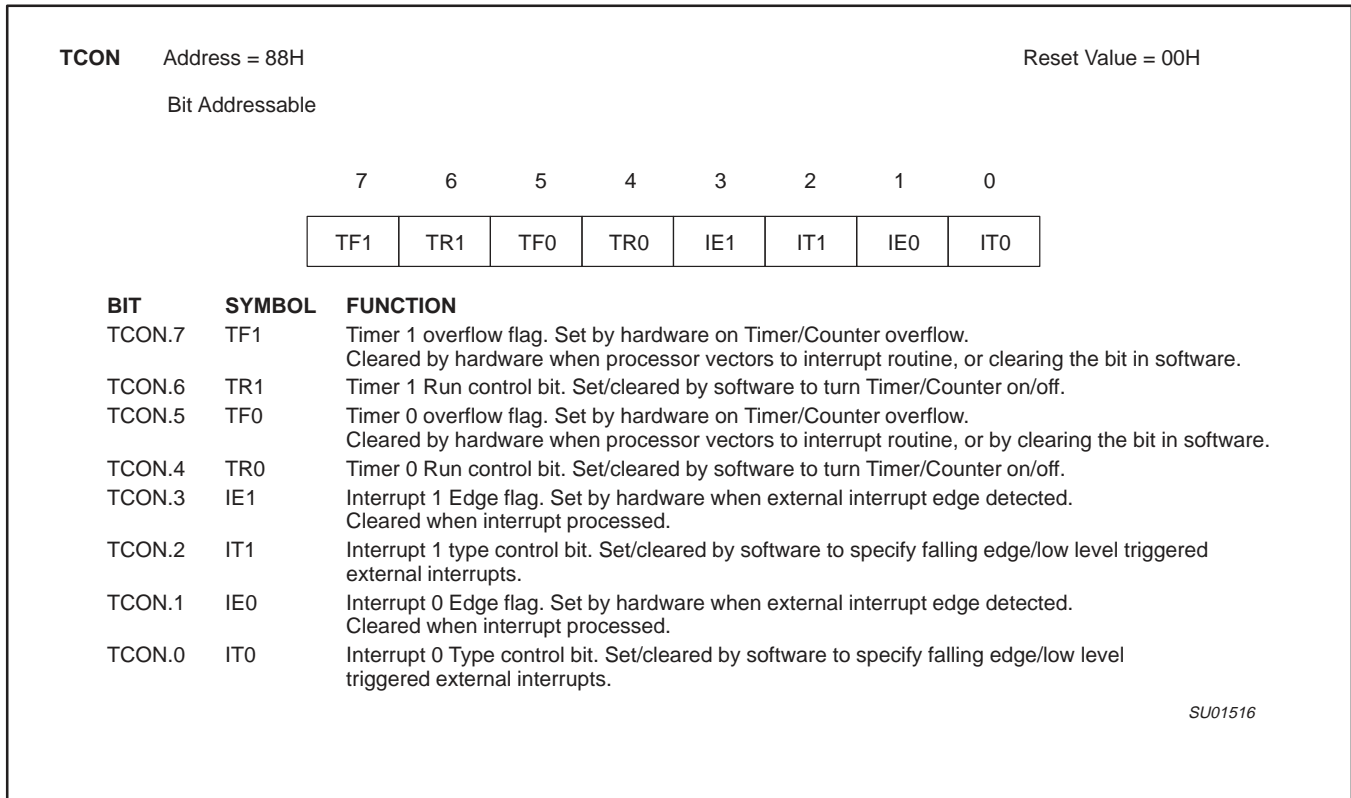 TCON Address = 88H Reset Value = 00H
Bit Addressable
7 6 5 4 3 2 1 0
TF1 TR1 TF0 TR0 IE1 IT1 IE0 IT0
BIT SYMBOL FUNCTION
TCON.7 TF1 Timer 1 overflow flag. Set by hardware on Timer/Counter overflow.
Cleared by hardware when processor vectors to interrupt routine, or clearing the bit in software.
TCON.6 TR1 Timer 1 Run control bit. Set/cleared by software to turn Timer/Counter on/off.
TCON.5 TF0 Timer 0 overflow flag. Set by hardware on Timer/Counter overflow.
Cleared by hardware when processor vectors to interrupt routine, or by clearing the bit in software.
TCON.4 TR0 Timer 0 Run control bit. Set/cleared by software to turn Timer/Counter on/off.
TCON.3 IE1 Interrupt 1 Edge flag. Set by hardware when external interrupt edge detected.
Cleared when interrupt processed.
TCON.2 IT1 Interrupt 1 type control bit. Set/cleared by software to specify falling edge/low level triggered
external interrupts.
TCON.1 IE0 Interrupt 0 Edge flag. Set by hardware when external interrupt edge detected.
Cleared when interrupt processed.
TCON.0 IT0 Interrupt 0 Type control bit. Set/cleared by software to specify falling edge/low level
triggered external interrupts.
SU01516